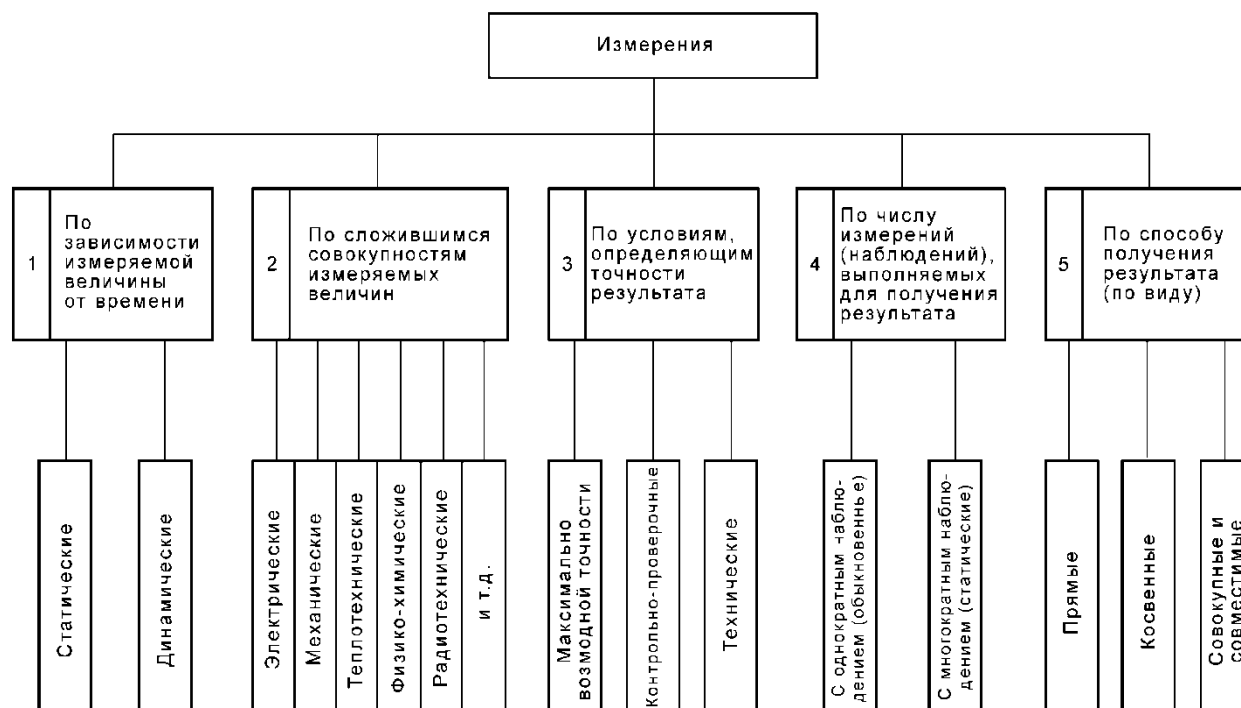 Измерения
1
По
зависимости
измеряемой
величины
от времени
2
По сложившимся
совокупностям
измеряемых
величин
3
По условиям,
определяющим
точности
результата
4
По числу
измерений
(наблюдений),
выполняемых
для получения
результата
5
По способу
получения
результата
(по виду)
Статические
Динамические
Электрические
Механические
Теплотехнические
Физико-химические
Радиотехнические
и т.д.
Максимально
возмодной точности
Контрольно-проверочные
Технические
С однократным наблю-
дением (обыкновеннье)
С многократным наблю-
дением (статические)
Прямые
Косвенные
Совокупные и
совместимые